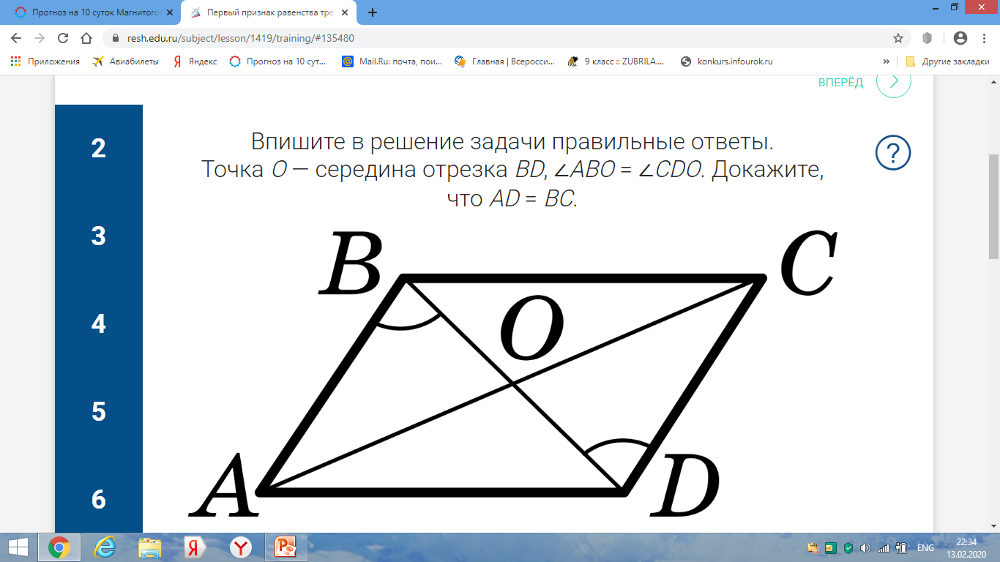 Прогноз на 10 суток Магнитого
Первый признак равенства тре
resh.edu.ru/subject/lesson/1419/training/#135480
Приложения Авиабилеты Яндекс Прогноз на 10 сут... Mail.Ru: почта, пои... Главная | Всеросси... 9 класс :: ZUBRILA.... konkurs.infourok.ru » Другие закладки
ВПЕРЁД
2
3
4
5
6
Впишите в решение задачи правильные ответы.
Точка O — середина отрезка BD, ∠ABO = ∠CDO. Докажите,
что AD = BC.
?
B
C
O
A
D
ENG
22:34
13.02.2020